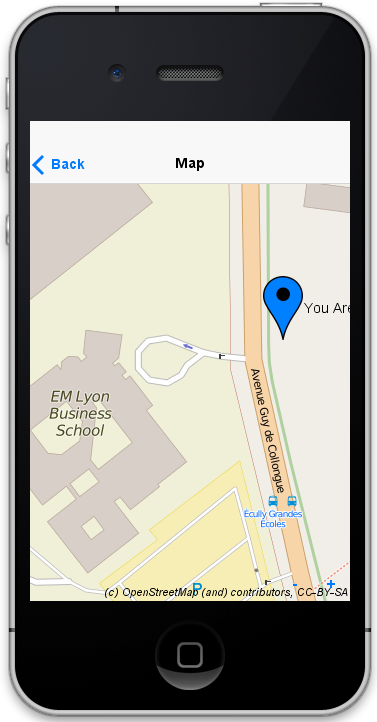 Back
Map
You Are
EM Lyon
Business
School
Avenue Guy de Collongue
Écully Grandes
Écoles
P
(c) OpenStreetMap (and) contributors, CC-BY-SA